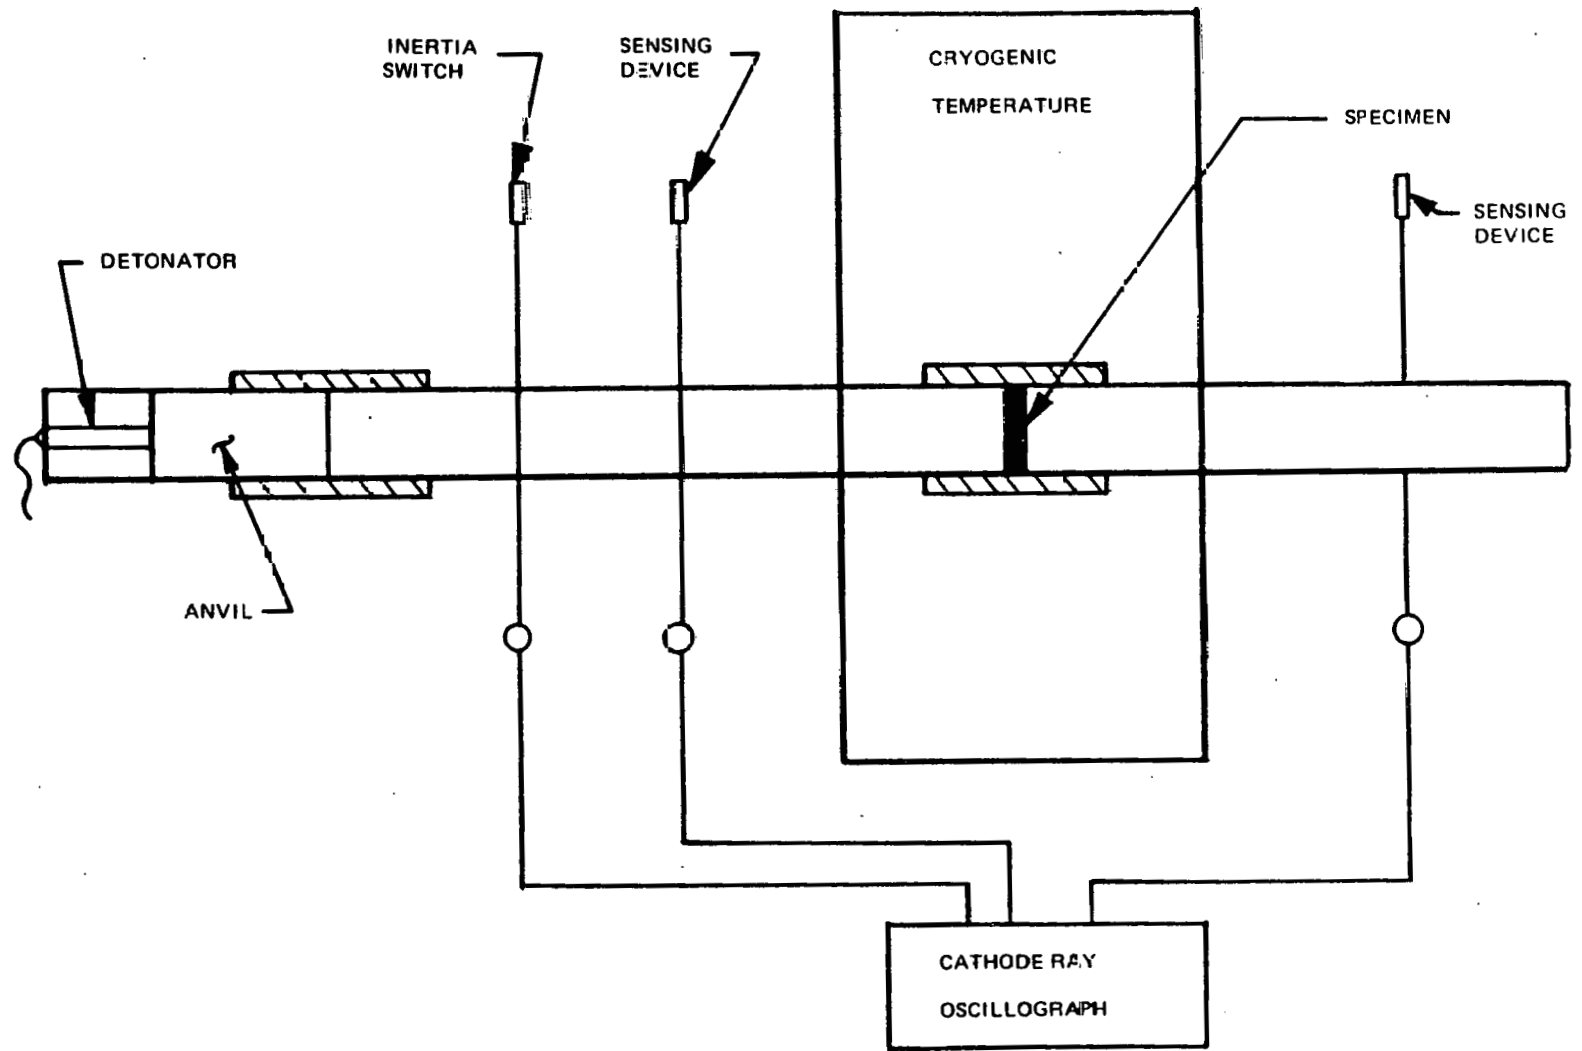 INERTIA
SWITCH
SENSING
DEVICE
CRYOGENIC
TEMPERATURE
SPECIMEN
SENSING
DEVICE
DETONATOR
ANVIL
CATHODE RAY
OSCILLOGRAPH